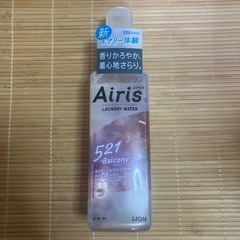 新
エアリー体験
香りかろやか、
着心地さらり。
Airis
LAUNDRY WATER
521
-Balcony-
LION